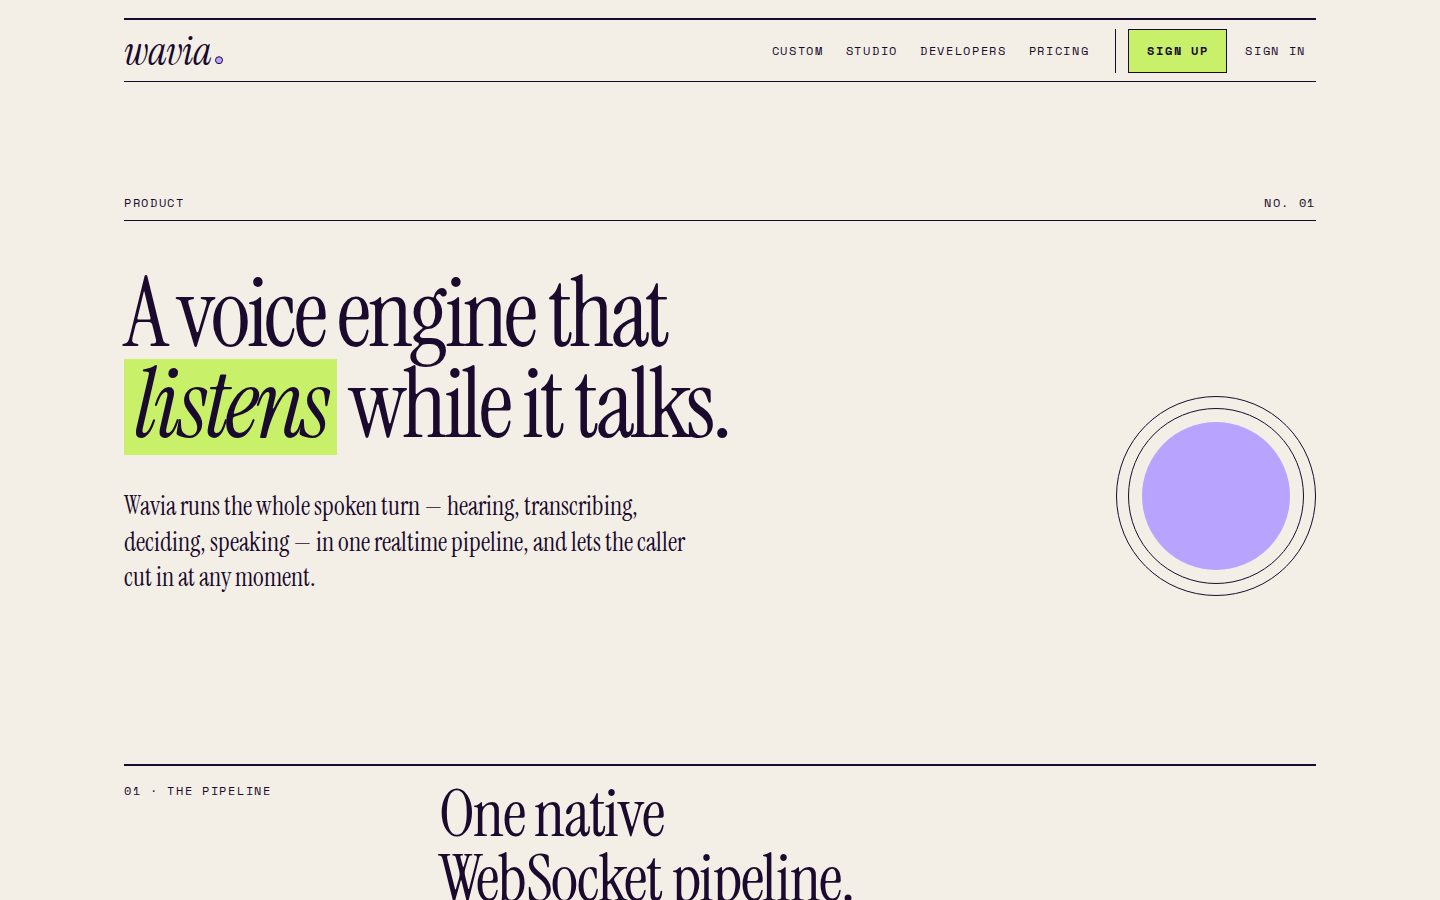 wavia
CUSTOM STUDIO DEVELOPERS PRICING SIGN UP SIGN IN
PRODUCT NO. 01
A voice engine that
listens while it talks.
Wavia runs the whole spoken turn — hearing, transcribing,
deciding, speaking — in one realtime pipeline, and lets the caller
cut in at any moment.
01 · THE PIPELINE
One native
WebSocket pipeline.